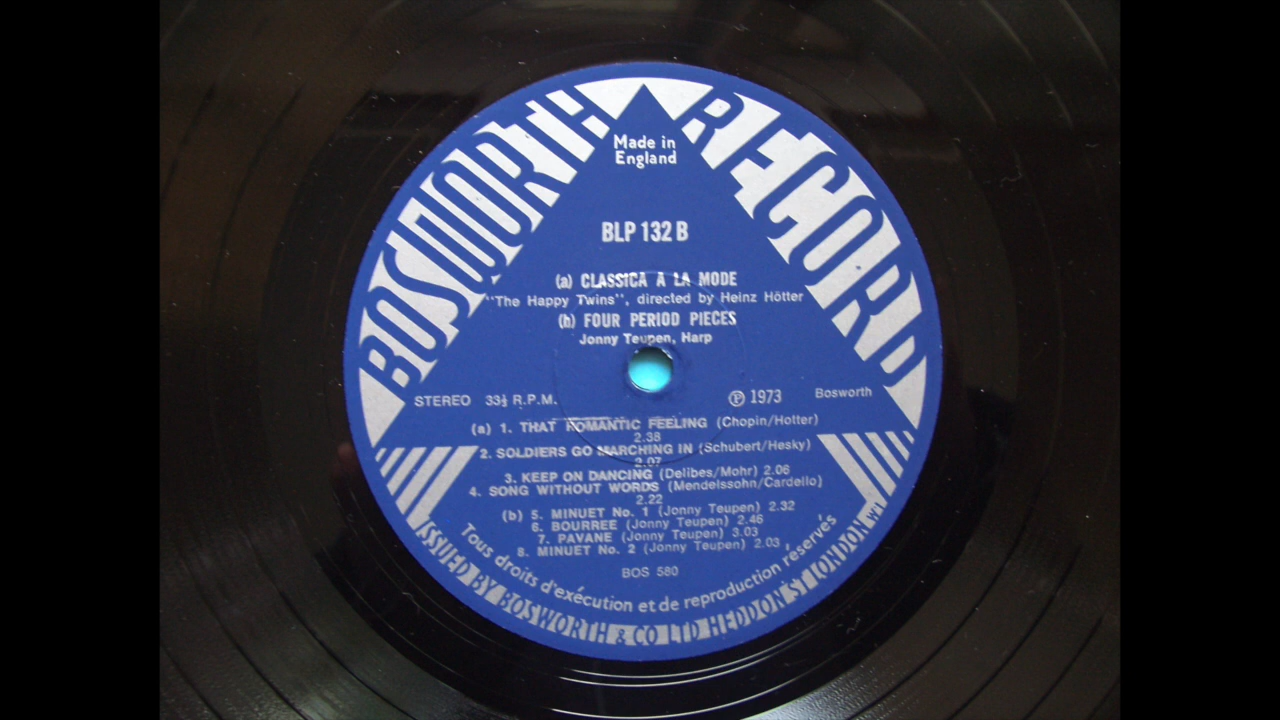 BOSWORTH RECORD
Made in
England
BLP 132 B
(a) CLASSICA A LA MODE
"The Happy Twins", directed by Heinz Hötter
(h) FOUR PERIOD PIECES
Jonny Teupen, Harp
STEREO 33⅓ R.P.M. Ⓟ 1973 Bosworth
(a) 1. THAT ROMANTIC FEELING (Chopin/Hotter)
2.38
2. SOLDIERS GO MARCHING IN (Schubert/Hesky)
2.07
3. KEEP ON DANCING (Delibes/Mohr) 2.06
4. SONG WITHOUT WORDS (Mendelssohn/Cardello)
2.22
(b) 5. MINUET No. 1 (Jonny Teupen) 2.32
6. BOURREE (Jonny Teupen) 2.46
7. PAVANE (Jonny Teupen) 3.03
8. MINUET No. 2 (Jonny Teupen) 2.03
BOS 580
Tous droits d'exécution et de reproduction réservés
ISSUED BY BOSWORTH & CO LTD HEDDON ST LONDON W1